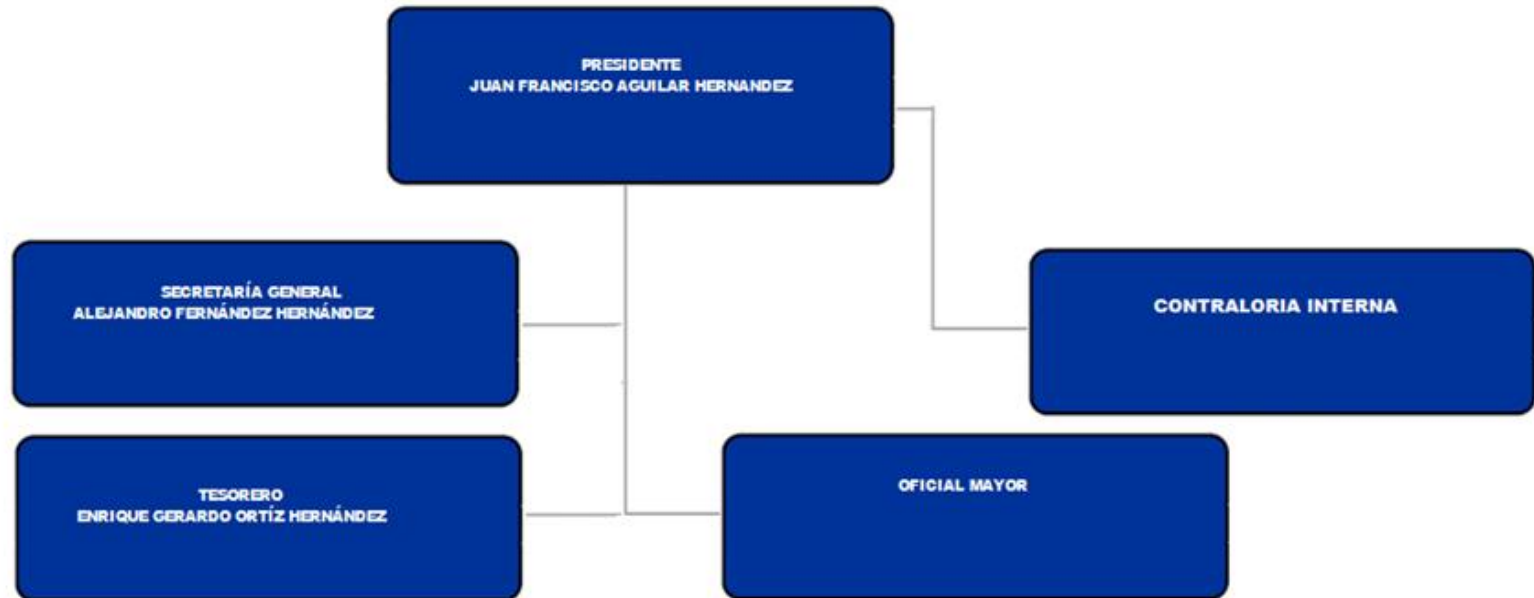 PRESIDENTE
JUAN FRANCISCO AGUILAR HERNANDEZ
SECRETARÍA GENERAL
ALEJANDRO FERNÁNDEZ HERNÁNDEZ
CONTRALORIA INTERNA
TESORERO
ENRIQUE GERARDO ORTÍZ HERNÁNDEZ
OFICIAL MAYOR